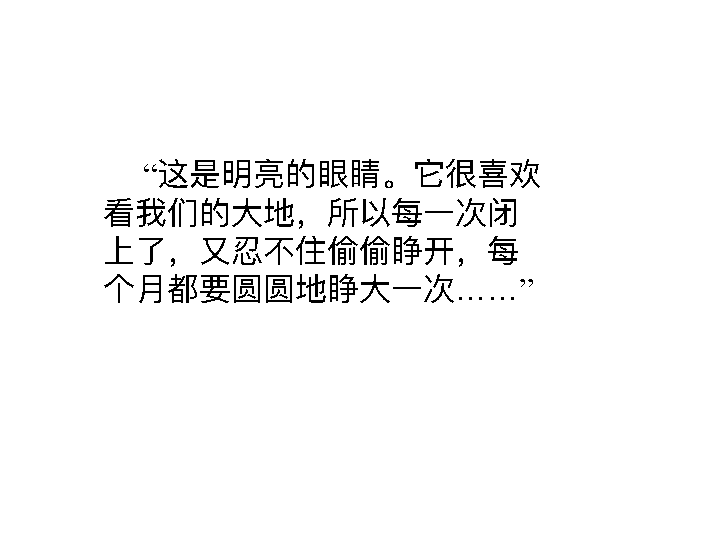 “这是明亮的眼睛。它很喜欢
看我们的大地，所以每一次闭
上了，又忍不住偷偷睁开，每
个月都要圆圆地睁大一次……”